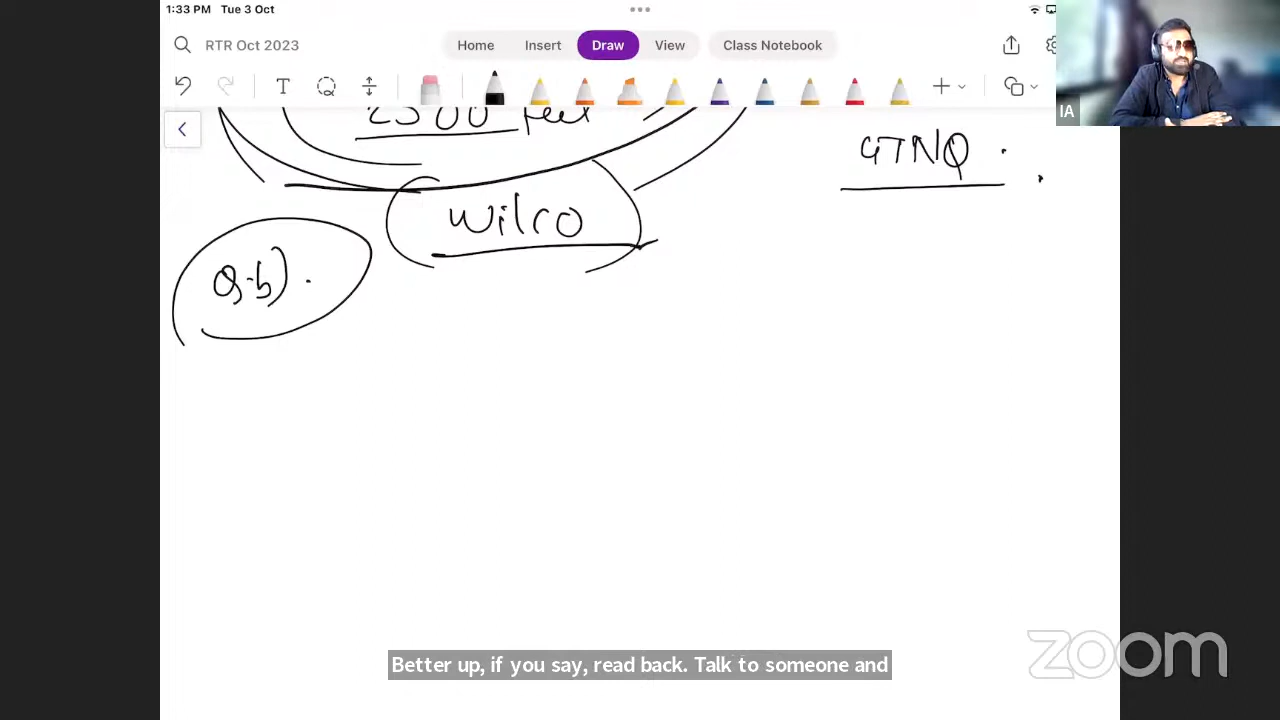 1:33 PM Tue 3 Oct
RTR Oct 2023
Home Insert Draw View Class Notebook
T
IA
2500 feet
GTNQ .
Wilco
Q.b) .
Better up, if you say, read back. Talk to someone and
zoom